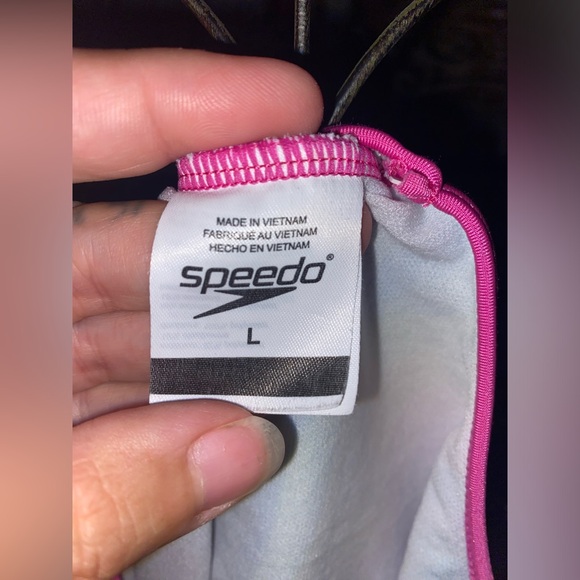 MADE IN VIETNAM
FABRIQUÉ AU VIETNAM
HECHO EN VIETNAM
speedo®
L